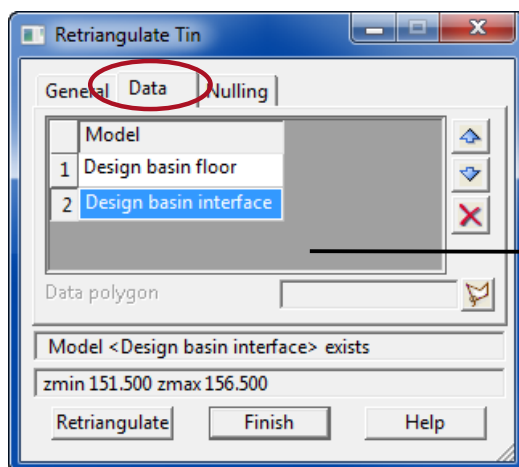 Retriangulate Tin
General Data Nulling
Model
1 Design basin floor
2 Design basin interface
Data polygon
Model <Design basin interface> exists
zmin 151.500 zmax 156.500
Retriangulate Finish Help